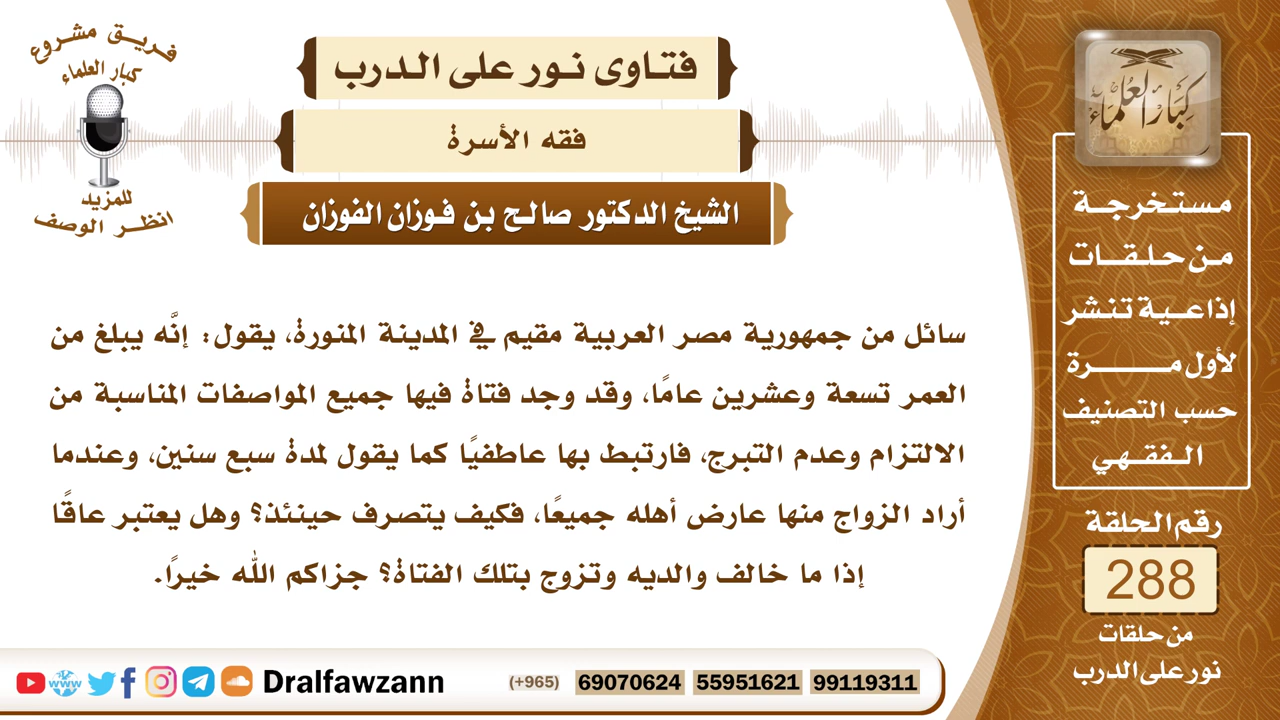 فريق مشروع
كبار العلماء
للمزيد
انظر الوصف
فتاوى نور على الدرب
فقه الأسرة
الشيخ الدكتور صالح بن فوزان الفوزان
سائل من جمهورية مصر العربية مقيم في المدينة المنورة، يقول: إنَّه يبلغ من
العمر تسعة وعشرين عامًا، وقد وجد فتاة فيها جميع المواصفات المناسبة من
الالتزام وعدم التبرج، فارتبط بها عاطفيًا كما يقول لمدة سبع سنين، وعندما
أراد الزواج منها عارض أهله جميعًا، فكيف يتصرف حينئذ؟ وهل يعتبر عاقًا
إذا ما خالف والديه وتزوج بتلك الفتاة؟ جزاكم الله خيرًا.
كبار العلماء
مستخرجة
من حلقات
إذاعية تنشر
لأول مرة
حسب التصنيف
الفقهي
رقم الحلقة
288
من حلقات
نور على الدرب
www
Dralfawzann
(+965) 69070624 55951621 99119311